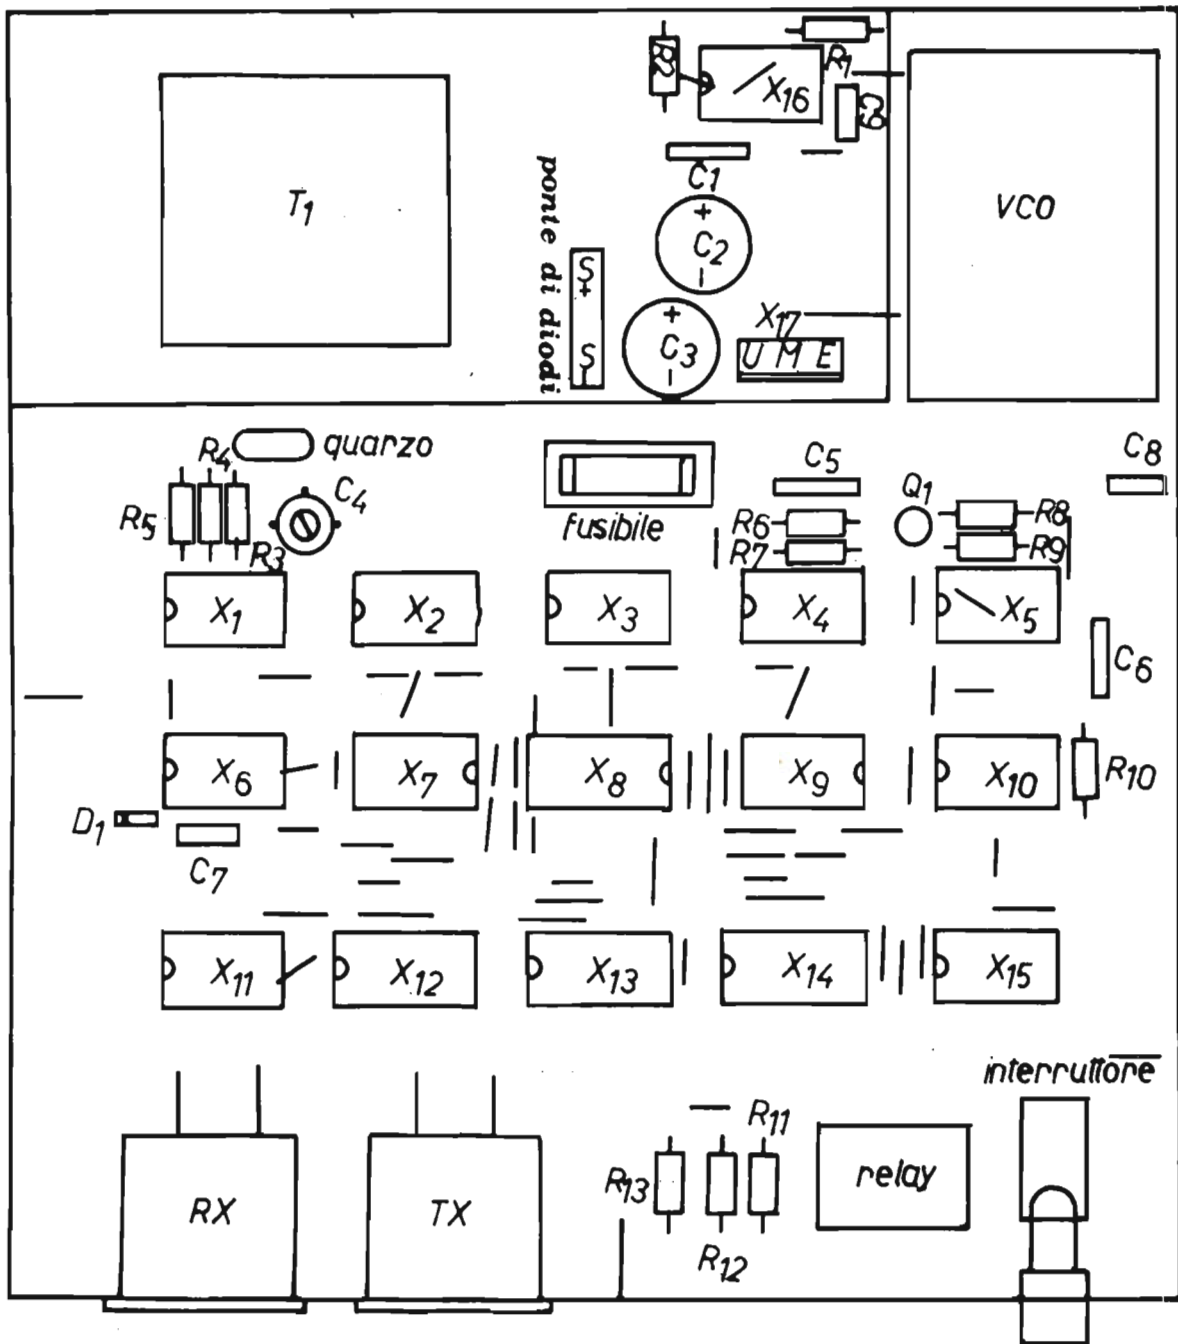 R1
R2
X16
C9
C1
T1
ponte di diodi
+
C2
–
VCO
S
+
S
–
+
C3
–
X17
U M E
R4
quarzo
C4
R5
R3
fusibile
C5
R6
R7
Q1
R8
R9
C8
X1
X2
X3
X4
X5
C6
X6
X7
X8
X9
X10
R10
D1
C7
X11
X12
X13
X14
X15
interruttore
R11
R13
R12
relay
RX
TX